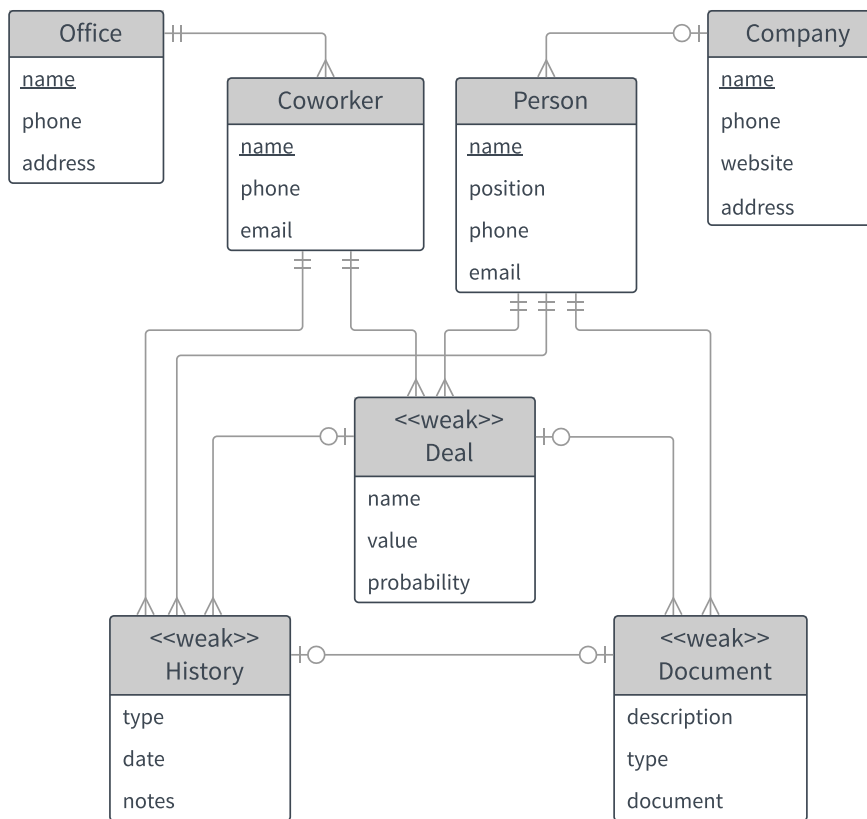 Office
name
phone
address
Coworker
name
phone
email
Person
name
position
phone
email
Company
name
phone
website
address
<<weak>>
Deal
name
value
probability
<<weak>>
History
type
date
notes
<<weak>>
Document
description
type
document